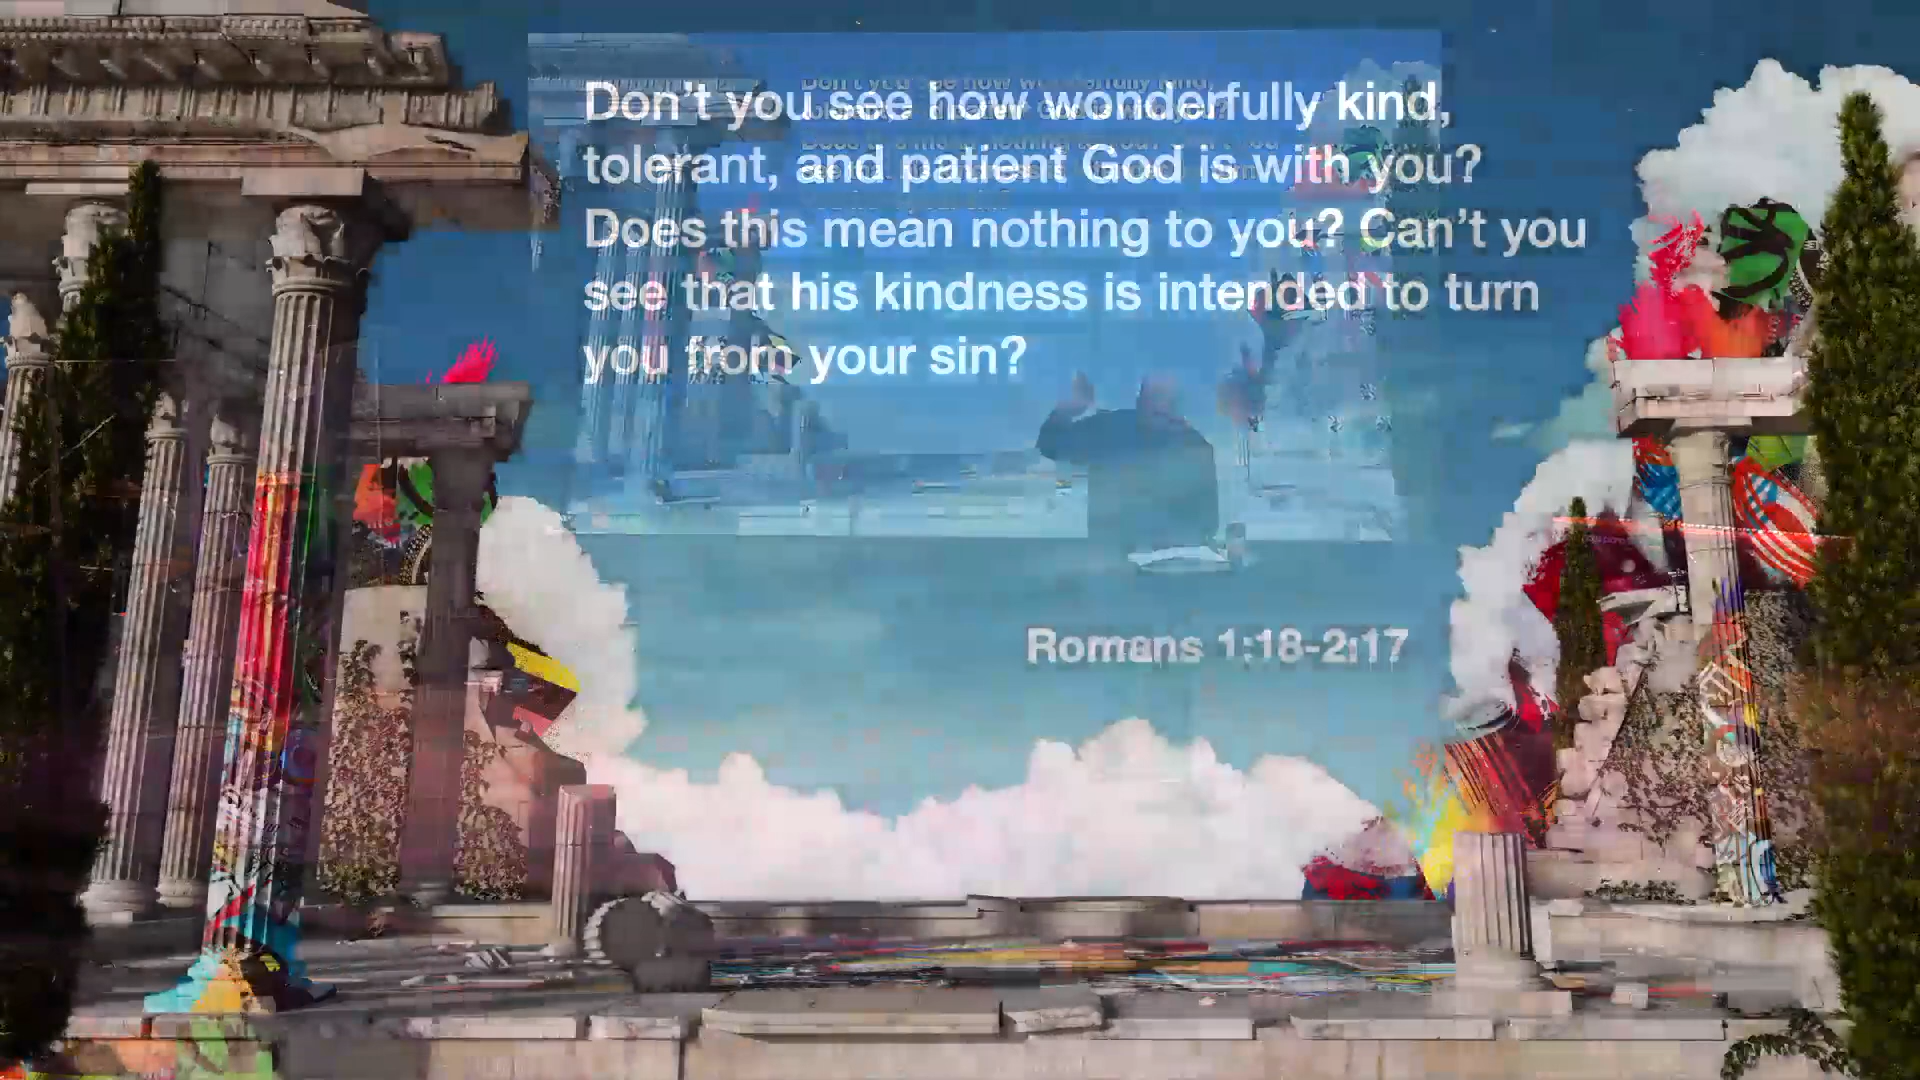 Don't you see how wonderfully kind,
tolerant, and patient God is with you?
Does this mean nothing to you? Can't you
see that his kindness is intended to turn
you from your sin?
Romans 1:18-2:17